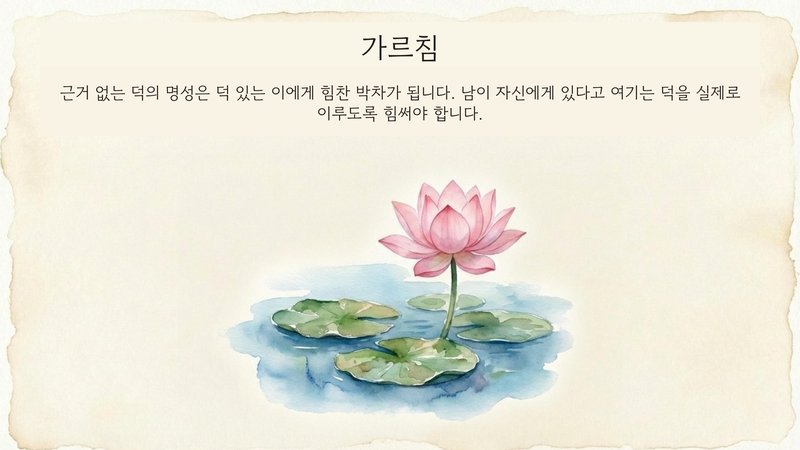 가르침
근거 없는 덕의 명성은 덕 있는 이에게 힘찬 박차가 됩니다. 남이 자신에게 있다고 여기는 덕을 실제로
이루도록 힘써야 합니다.